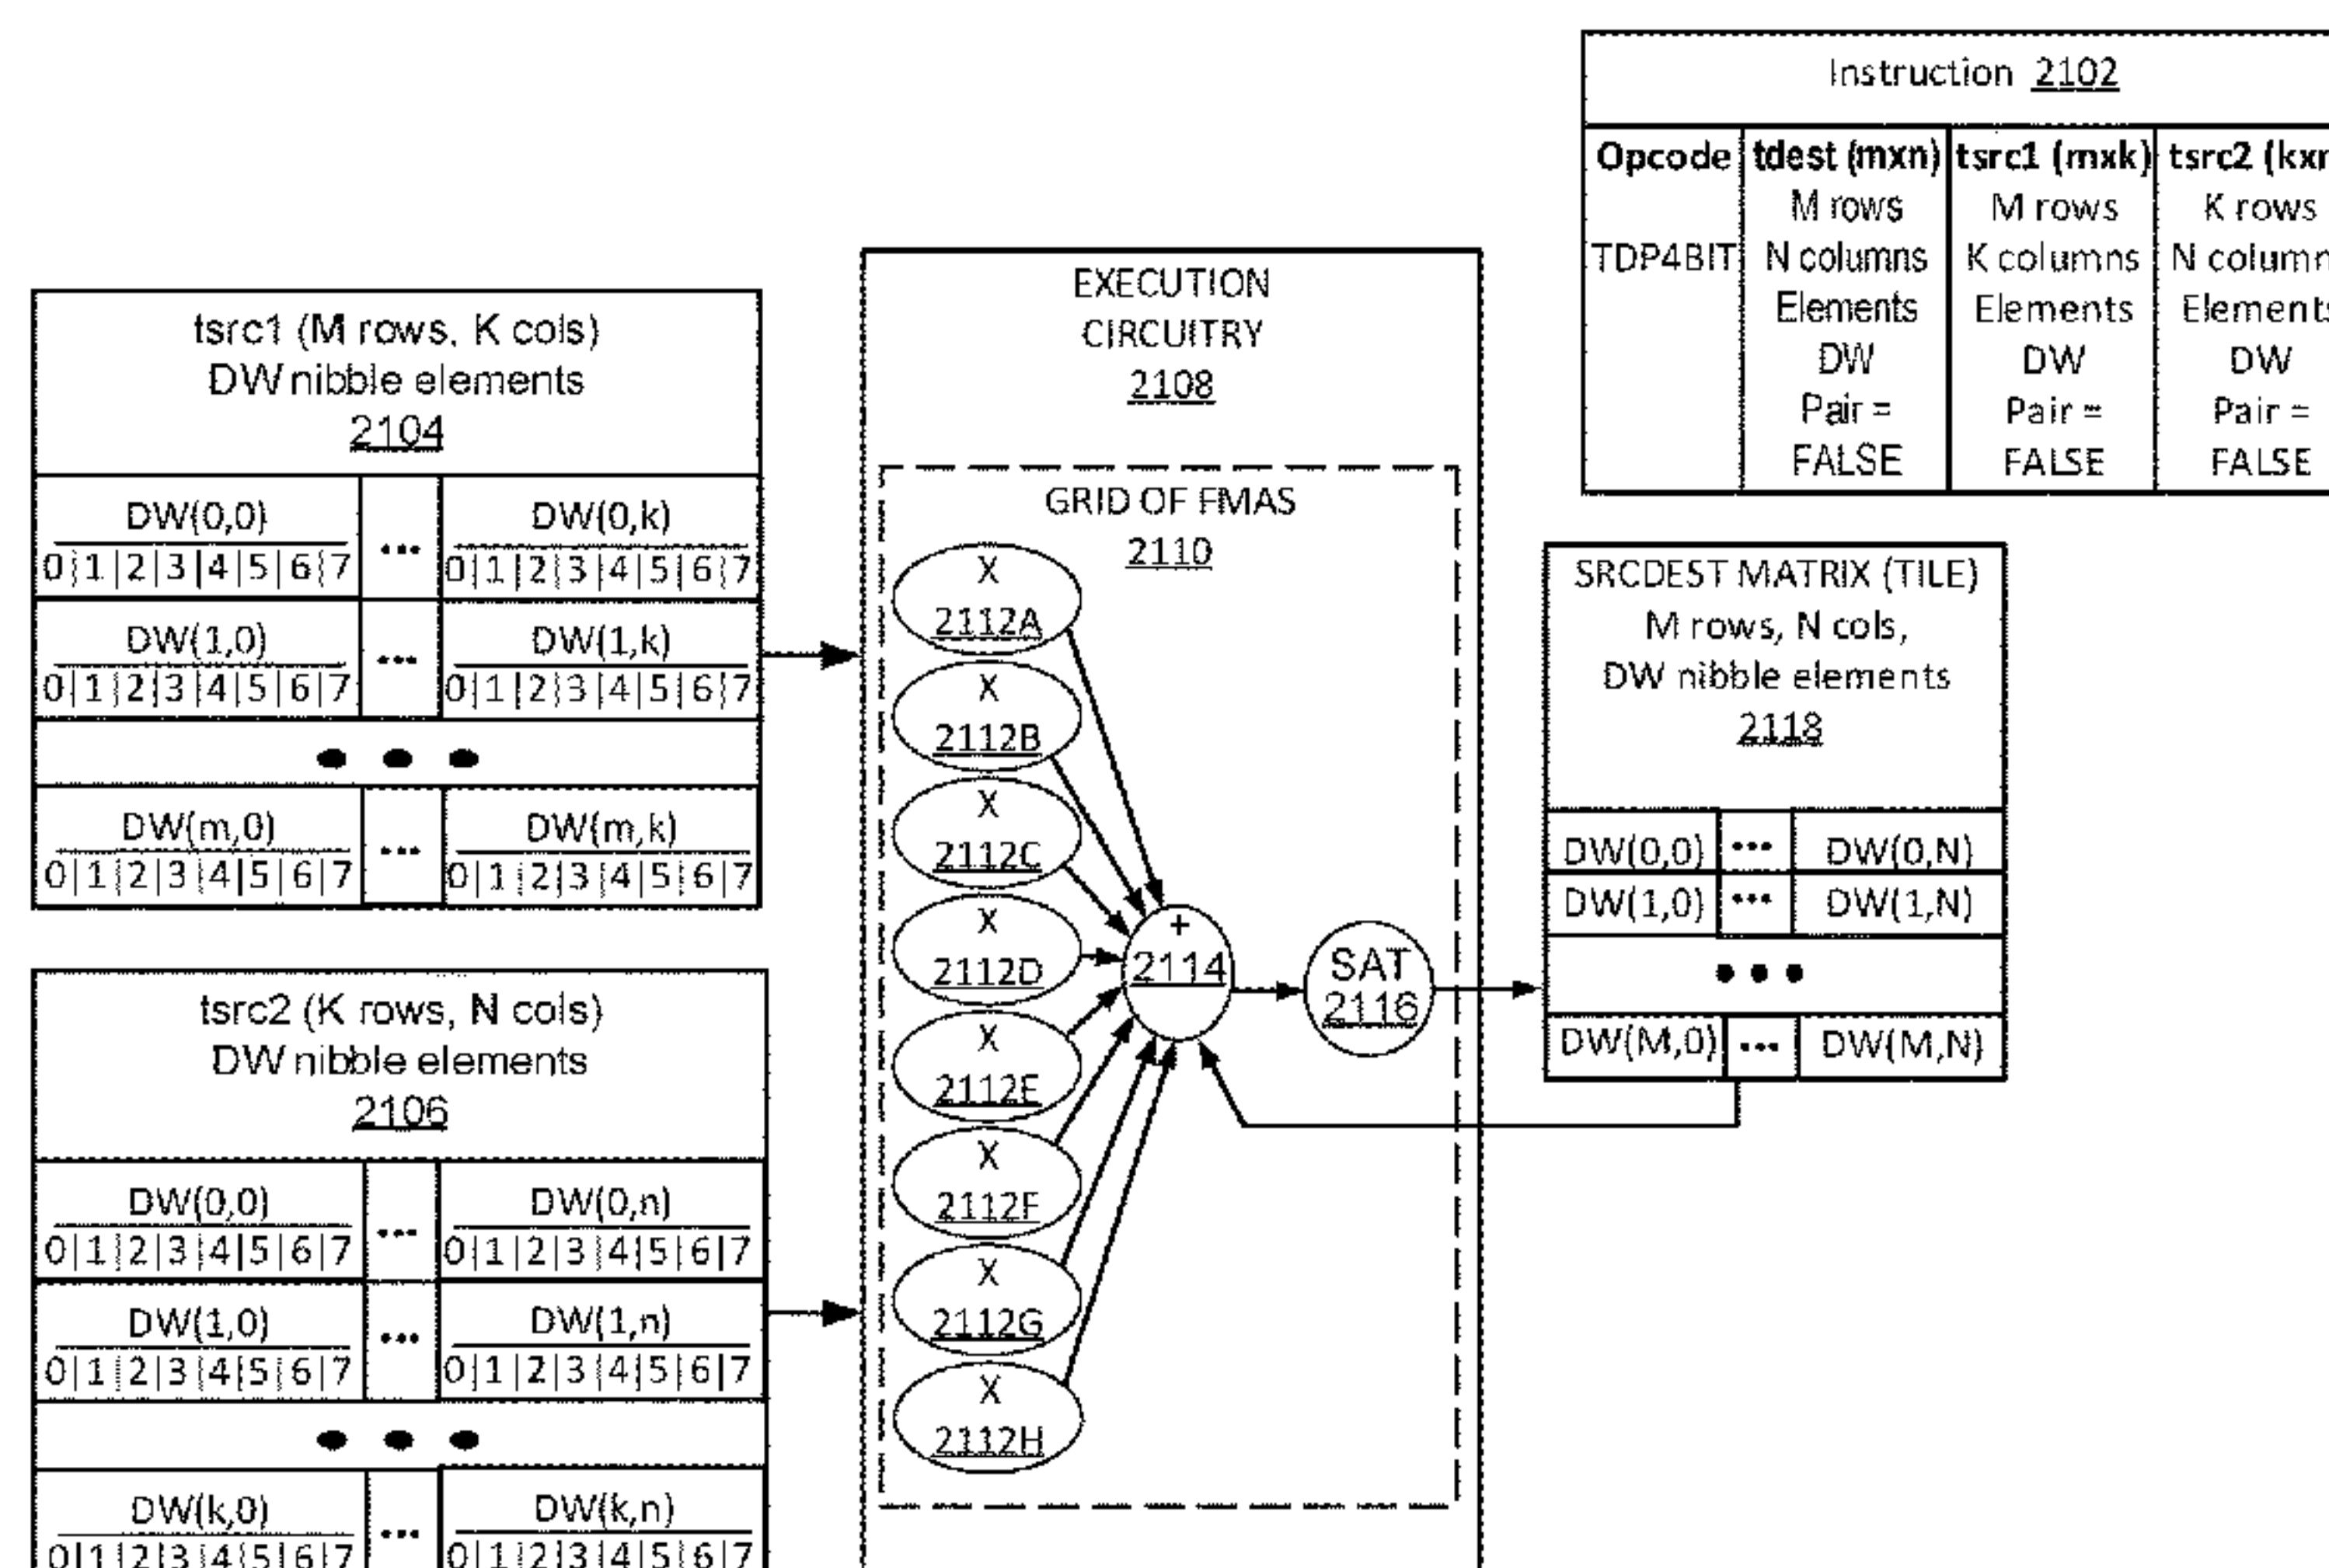 Instruction 2102
Opcode
TDP4BIT
tdest (mxn)
M rows
N columns
Elements
DW
Pair =
FALSE
tsrc1 (mxk)
M rows
K columns
Elements
DW
Pair =
FALSE
tsrc2
K rows
N
DW
Pair =
FALSE
tsrc1 (M rows, K cols)
DW nibble elements
2104
DW(0,0) ... DW(0,k)
0|1|2|3|4|5|6|7 0|1|2|3|4|5|6|7
DW(1,0) ... DW(1,k)
0|1|2|3|4|5|6|7 0|1|2|3|4|5|6|7
DW(m,0) ... DW(m,k)
0|1|2|3|4|5|6|7 0|1|2|3|4|5|6|7
tsrc2 (K rows, N cols)
DW nibble elements
2106
DW(0,0) ... DW(0,n)
0|1|2|3|4|5|6|7 0|1|2|3|4|5|6|7
DW(1,0) ... DW(1,n)
0|1|2|3|4|5|6|7 0|1|2|3|4|5|6|7
DW(k,0) ... DW(k,n)
0|1|2|3|4|5|6|7 0|1|2|3|4|5|6|7
EXECUTION
CIRCUITRY
2108
GRID OF FMAS
2110
X
2112A
X
2112B
X
2112C
X
2112D
X
2112E
X
2112F
X
2112G
X
2112H
+
2114
SAT
2116
SRCDEST MATRIX (TILE)
M rows, N cols,
DW nibble elements
2118
DW(0,0) ... DW(0,N)
DW(1,0) ... DW(1,N)
DW(M,0) ... DW(M,N)